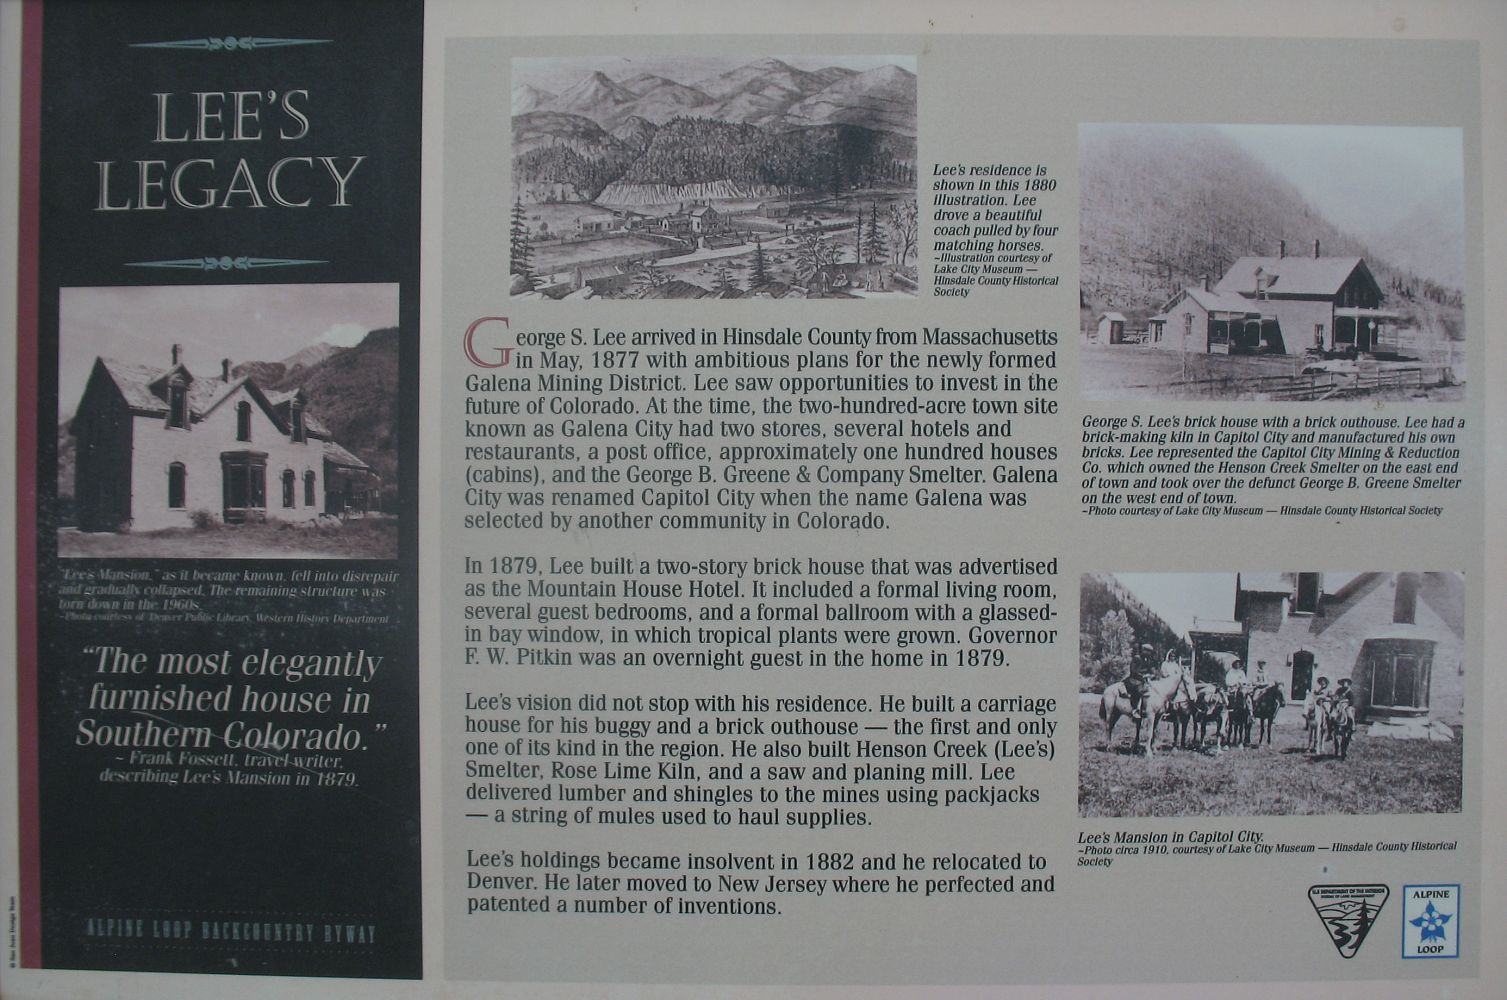 LEE'S
LEGACY
"Lee's Mansion," as it became known, fell into disrepair
and gradually collapsed. The remaining structure was
torn down in the 1960s.
~Photo courtesy of Denver Public Library, Western History Department
"The most elegantly
furnished house in
Southern Colorado."
~ Frank Fossett, travel writer,
describing Lee's Mansion in 1879.
ALPINE LOOP BACKCOUNTRY BYWAY
Lee's residence is
shown in this 1880
illustration. Lee
drove a beautiful
coach pulled by four
matching horses.
~Illustration courtesy of
Lake City Museum —
Hinsdale County Historical
Society
George S. Lee arrived in Hinsdale County from Massachusetts
in May, 1877 with ambitious plans for the newly formed
Galena Mining District. Lee saw opportunities to invest in the
future of Colorado. At the time, the two-hundred-acre town site
known as Galena City had two stores, several hotels and
restaurants, a post office, approximately one hundred houses
(cabins), and the George B. Greene & Company Smelter. Galena
City was renamed Capitol City when the name Galena was
selected by another community in Colorado.
In 1879, Lee built a two-story brick house that was advertised
as the Mountain House Hotel. It included a formal living room,
several guest bedrooms, and a formal ballroom with a glassed-
in bay window, in which tropical plants were grown. Governor
F. W. Pitkin was an overnight guest in the home in 1879.
Lee's vision did not stop with his residence. He built a carriage
house for his buggy and a brick outhouse — the first and only
one of its kind in the region. He also built Henson Creek (Lee's)
Smelter, Rose Lime Kiln, and a saw and planing mill. Lee
delivered lumber and shingles to the mines using packjacks
— a string of mules used to haul supplies.
Lee's holdings became insolvent in 1882 and he relocated to
Denver. He later moved to New Jersey where he perfected and
patented a number of inventions.
George S. Lee's brick house with a brick outhouse. Lee had a
brick-making kiln in Capitol City and manufactured his own
bricks. Lee represented the Capitol City Mining & Reduction
Co. which owned the Henson Creek Smelter on the east end
of town and took over the defunct George B. Greene Smelter
on the west end of town.
~Photo courtesy of Lake City Museum — Hinsdale County Historical Society
Lee's Mansion in Capitol City.
~Photo circa 1910, courtesy of Lake City Museum — Hinsdale County Historical
Society
U.S. DEPARTMENT OF THE INTERIOR
BUREAU OF LAND MANAGEMENT
ALPINE
LOOP